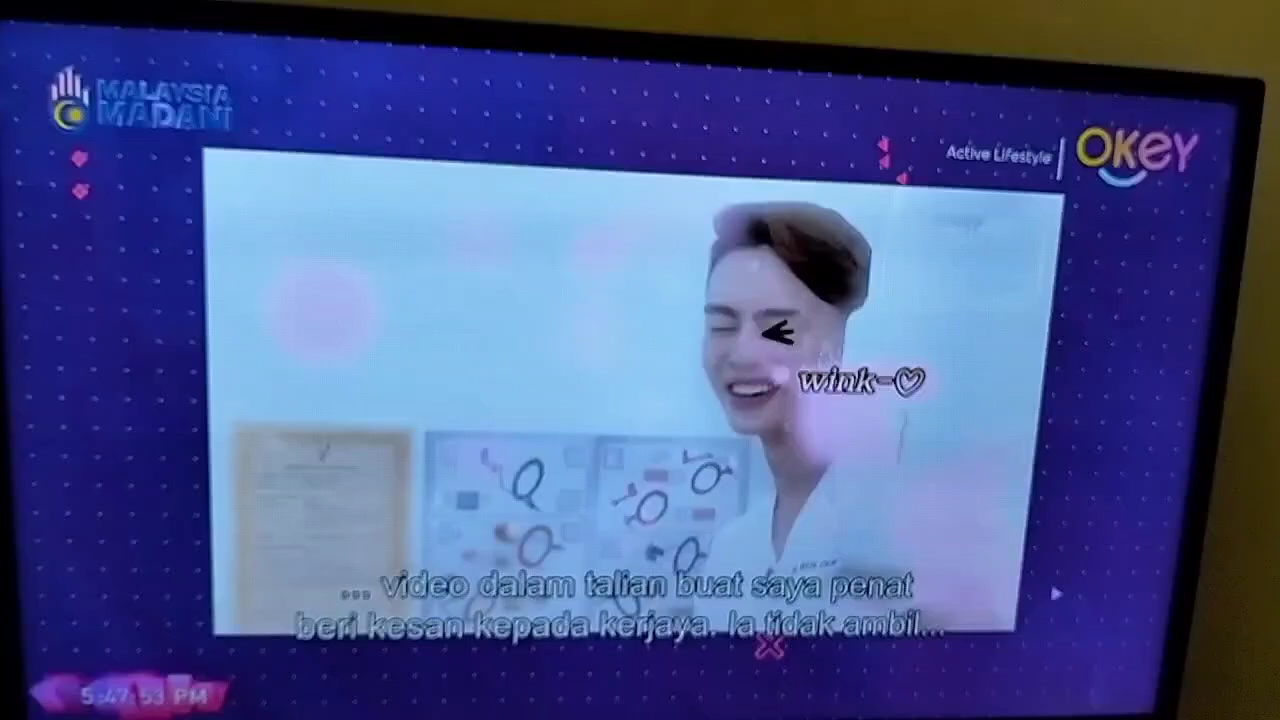 MALAYSIA
MADANI
Active Lifestyle
OKEY
wink-♡
... video dalam talian buat saya penat
beri kesan kepada kerjaya. Ia tidak ambil...
5:47:53 PM